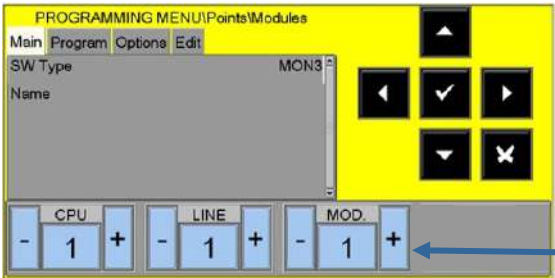 PROGRAMMING MENU\Points\Modules
Main Program Options Edit
SW Type MON3
Name
CPU LINE MOD.
- 1 + - 1 + - 1 +